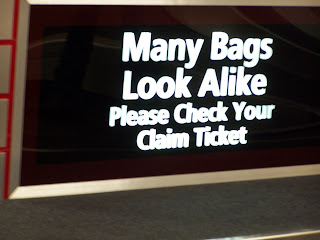 Many Bags
Look Alike
Please Check Your
Claim Ticket